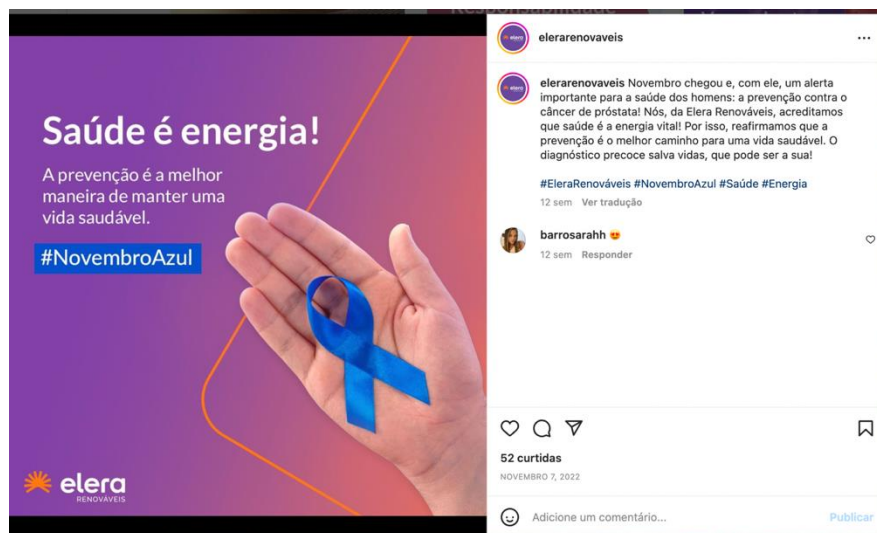 Responsabilidade
Saúde é energia!
A prevenção é a melhor
maneira de manter uma
vida saudável.
#NovembroAzul
elera
RENOVÁVEIS
elerarenovaveis
elerarenovaveis Novembro chegou e, com ele, um alerta
importante para a saúde dos homens: a prevenção contra o
câncer de próstata! Nós, da Elera Renováveis, acreditamos
que saúde é a energia vital! Por isso, reafirmamos que a
prevenção é o melhor caminho para uma vida saudável. O
diagnóstico precoce salva vidas, que pode ser a sua!
#EleraRenováveis #NovembroAzul #Saúde #Energia
12 sem Ver tradução
barrosarahh 😍
12 sem Responder
52 curtidas
NOVEMBRO 7, 2022
Adicione um comentário...
Publicar